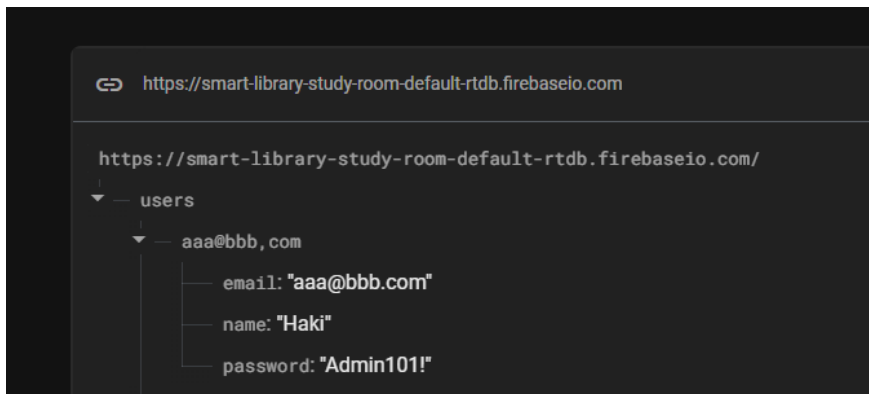 https://smart-library-study-room-default-rtdb.firebaseio.com
https://smart-library-study-room-default-rtdb.firebaseio.com/
users
aaa@bbb,com
email: "aaa@bbb.com"
name: "Haki"
password: "Admin101!"